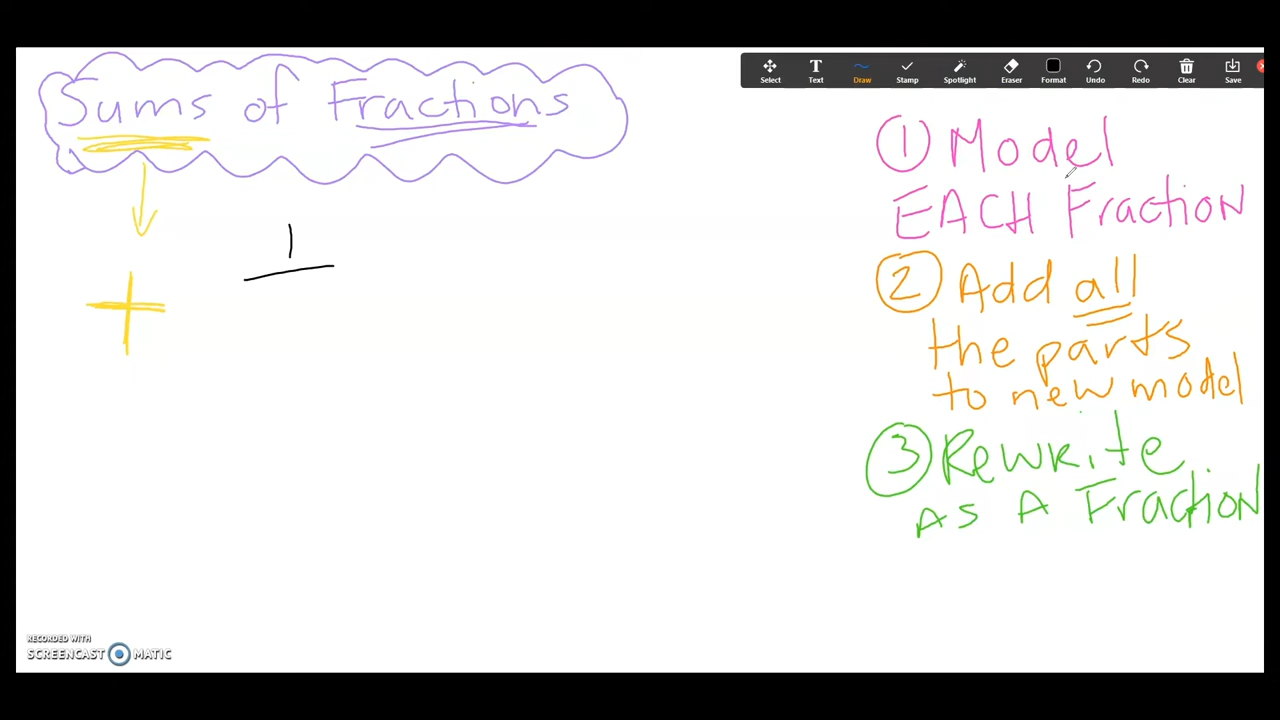 Sums of Fractions
Select Text Draw Stamp Spotlight Eraser Format Undo Redo Clear Save
1 Model
EACH Fraction
2 Add all
the parts
to new model
3 Rewrite
As A Fraction
+
1
RECORDED WITH
SCREENCAST MATIC